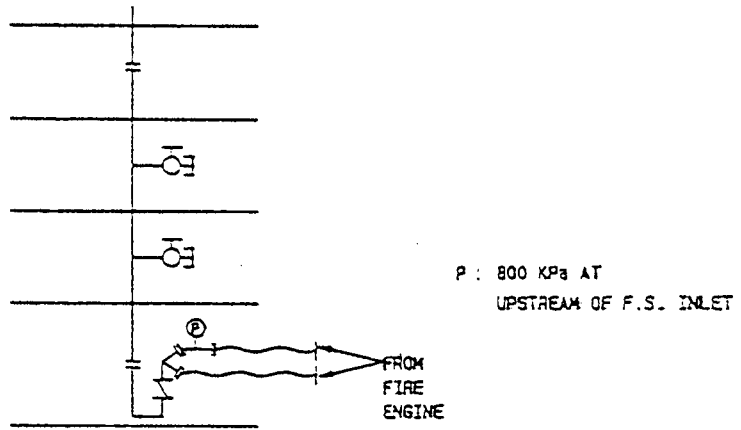 P : 800 KPa AT
UPSTREAM OF F.S. INLET
P
FROM
FIRE
ENGINE